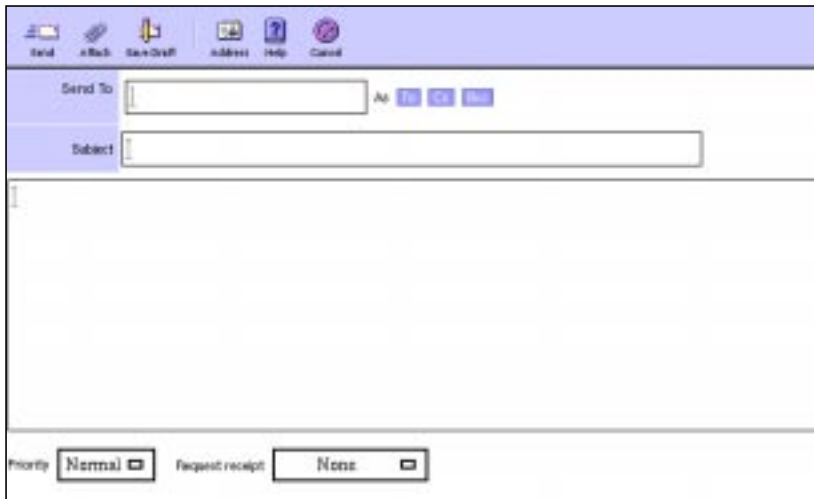 Send Attach Save Draft Address Help Cancel
Send To As To Cc Bcc
Subject
Priority Normal Request receipt None